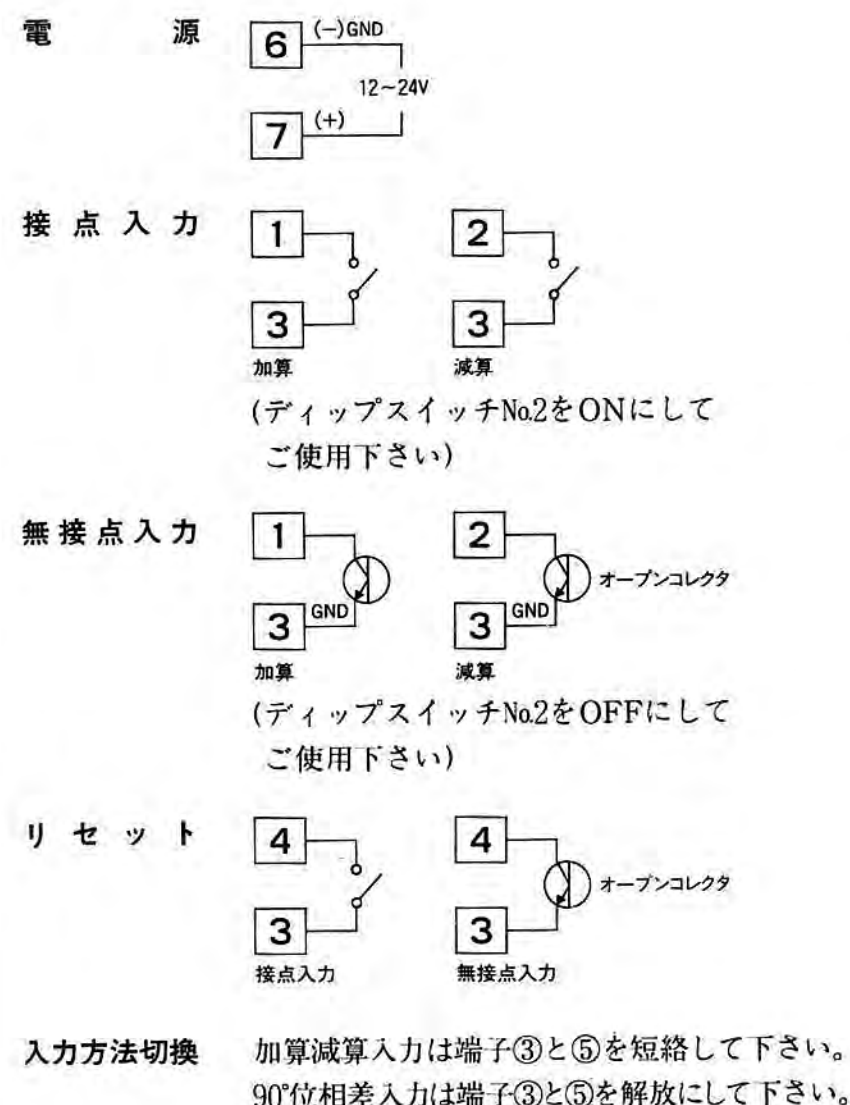 電源
6 (−)GND
12~24V
7 (+)
接点入力
1 2
3 3
加算 減算
(ディップスイッチNo.2をONにして
ご使用下さい)
無接点入力
1 2
オープンコレクタ
3 GND 3 GND
加算 減算
(ディップスイッチNo.2をOFFにして
ご使用下さい)
リセット
4 4
オープンコレクタ
3 3
接点入力 無接点入力
入力方法切換 加算減算入力は端子③と⑤を短絡して下さい。
90°位相差入力は端子③と⑤を解放にして下さい。